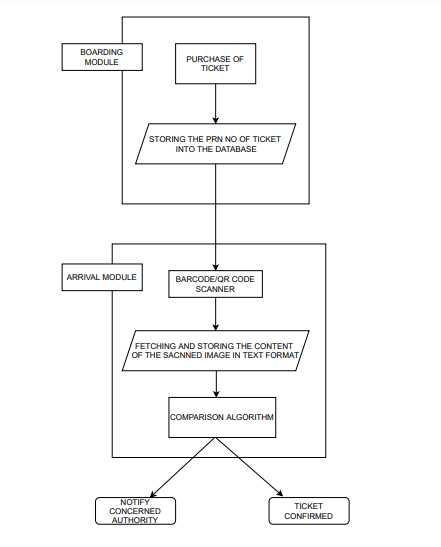 BOARDING
MODULE
PURCHASE OF
TICKET
STORING THE PRN NO OF TICKET
INTO THE DATABASE
ARRIVAL MODULE
BARCODE/QR CODE
SCANNER
FETCHING AND STORING THE CONTENT
OF THE SACNNED IMAGE IN TEXT FORMAT
COMPARISON ALGORITHM
NOTIFY
CONCERNED
AUTHORITY
TICKET
CONFIRMED